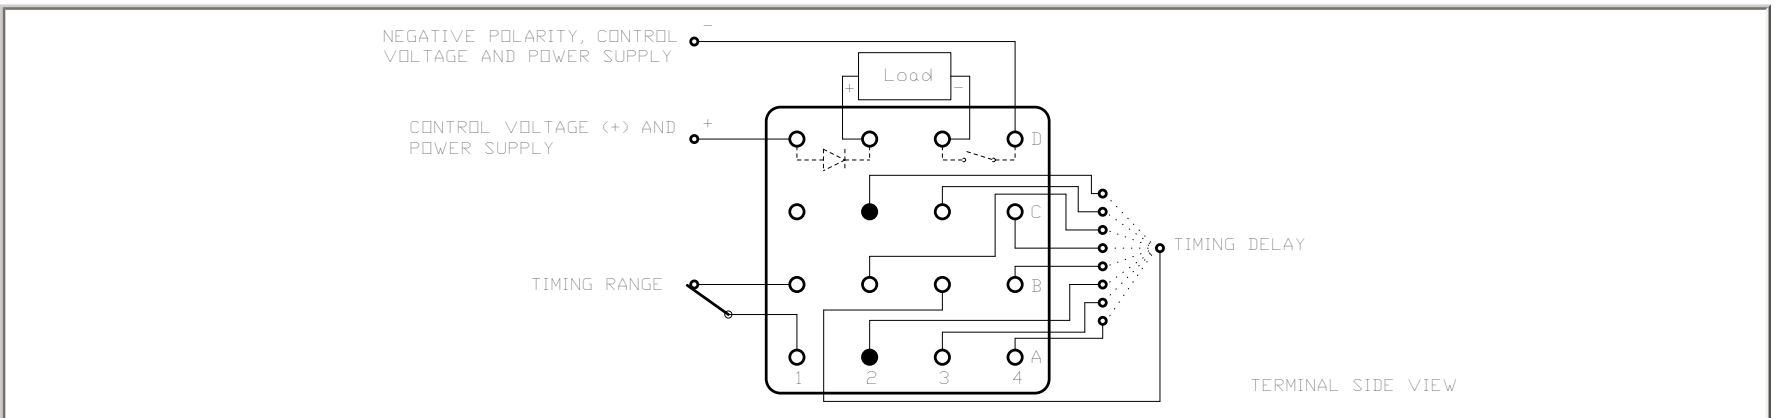 −
NEGATIVE POLARITY, CONTROL
VOLTAGE AND POWER SUPPLY
Load
+ −
+
CONTROL VOLTAGE (+) AND
POWER SUPPLY
D
C
TIMING DELAY
TIMING RANGE
B
A
1 2 3 4
TERMINAL SIDE VIEW